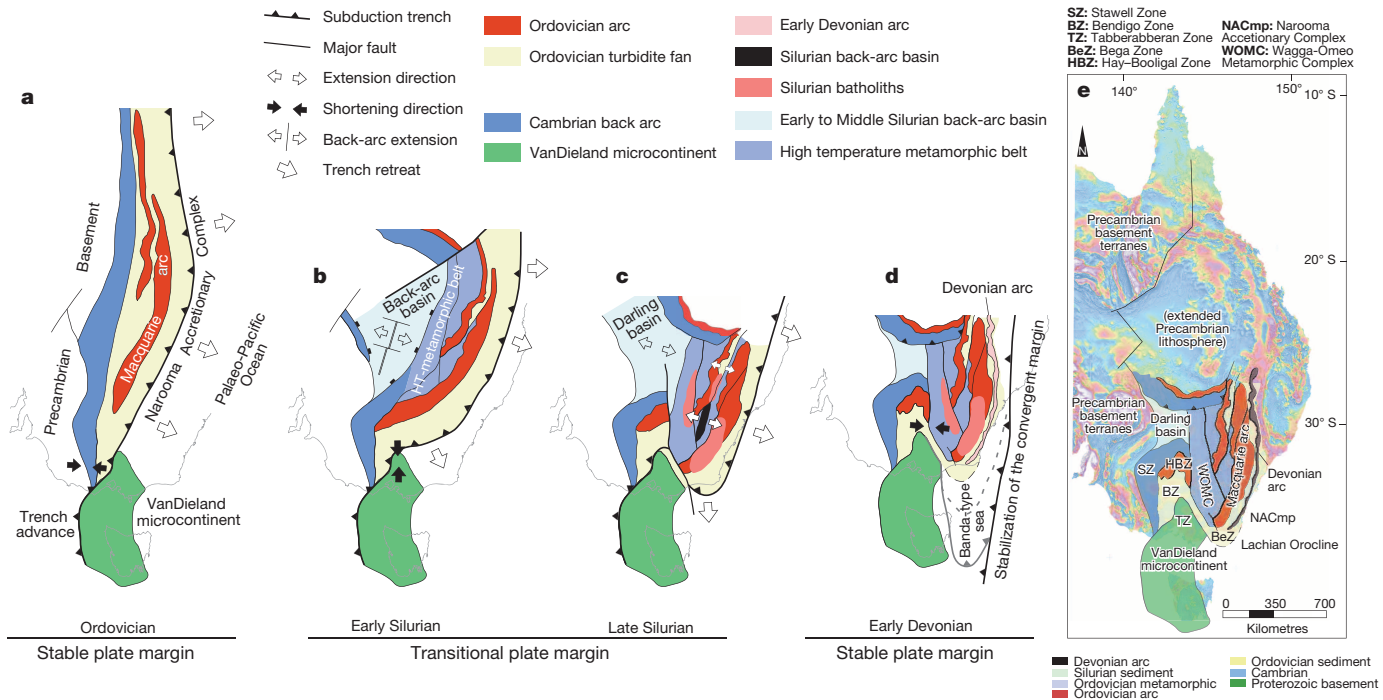 Subduction trench
Major fault
Extension direction
Shortening direction
Back-arc extension
Trench retreat
Ordovician arc
Ordovician turbidite fan
Cambrian back arc
VanDieland microcontinent
Early Devonian arc
Silurian back-arc basin
Silurian batholiths
Early to Middle Silurian back-arc basin
High temperature metamorphic belt
SZ: Stawell Zone
BZ: Bendigo Zone
TZ: Tabberabberan Zone
BeZ: Bega Zone
HBZ: Hay–Booligal Zone
NACmp: Narooma
Accetionary Complex
WOMC: Wagga-Omeo
Metamorphic Complex
a
Basement
Precambrian
Macquarie
arc
Complex
Accretionary
Narooma
Palaeo-Pacific
Ocean
Trench
advance
VanDieland
microcontinent
Ordovician
Stable plate margin
b
Back-arc
basin
HT-metamorphic belt
Early Silurian
Transitional plate margin
c
Darling
basin
Late Silurian
d
Devonian arc
Banda-type
sea
Stabilization of the convergent margin
Early Devonian
Stable plate margin
e
140°
150°
10° S
20° S
30° S
N
Precambrian
basement
terranes
(extended
Precambrian
lithosphere)
Precambrian
basement
terranes
Darling
basin
SZ
HBZ
BZ
TZ
WOMC
Macquarie arc
BeZ
Devonian
arc
NACmp
Lachian Orocline
VanDieland
microcontinent
0 350 700
Kilometres
Devonian arc
Silurian sediment
Ordovician metamorphic
Ordovician arc
Ordovician sediment
Cambrian
Proterozoic basement